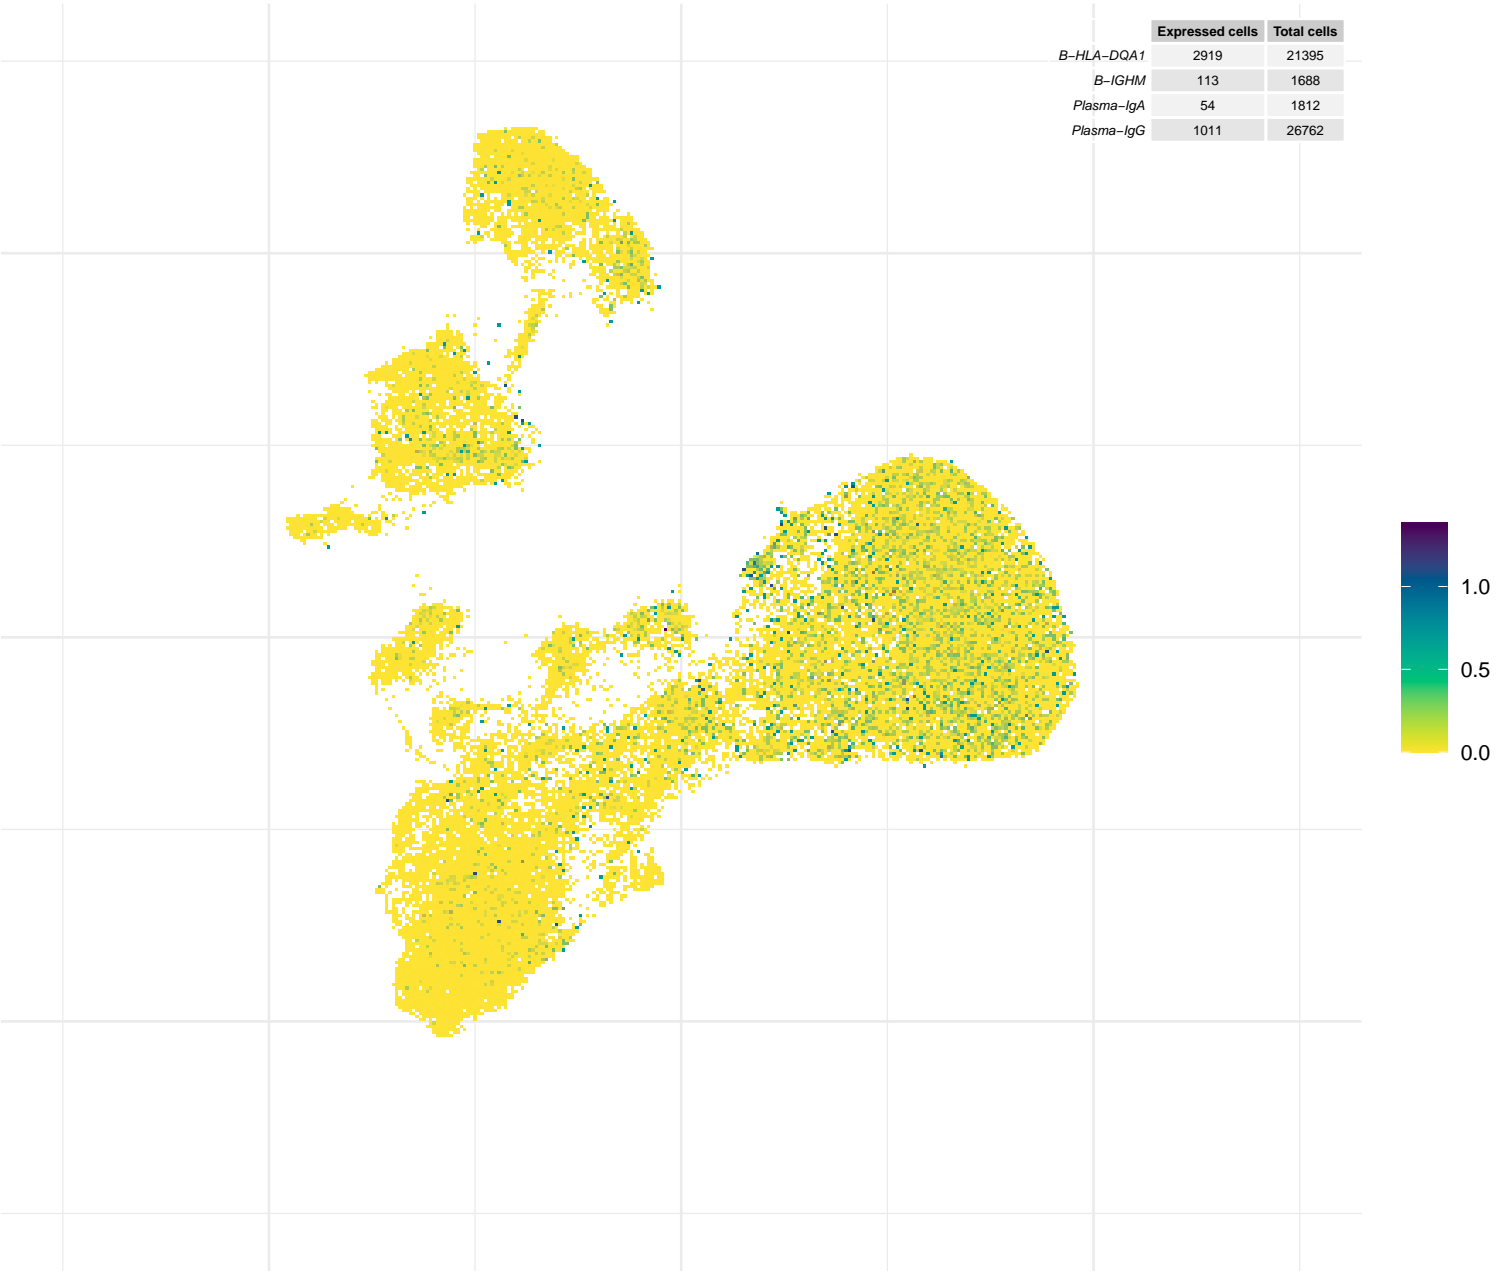 Expressed cells Total cells
B−HLA−DQA1 2919 21395
B−IGHM 113 1688
Plasma−IgA 54 1812
Plasma−IgG 1011 26762
1.0
0.5
0.0